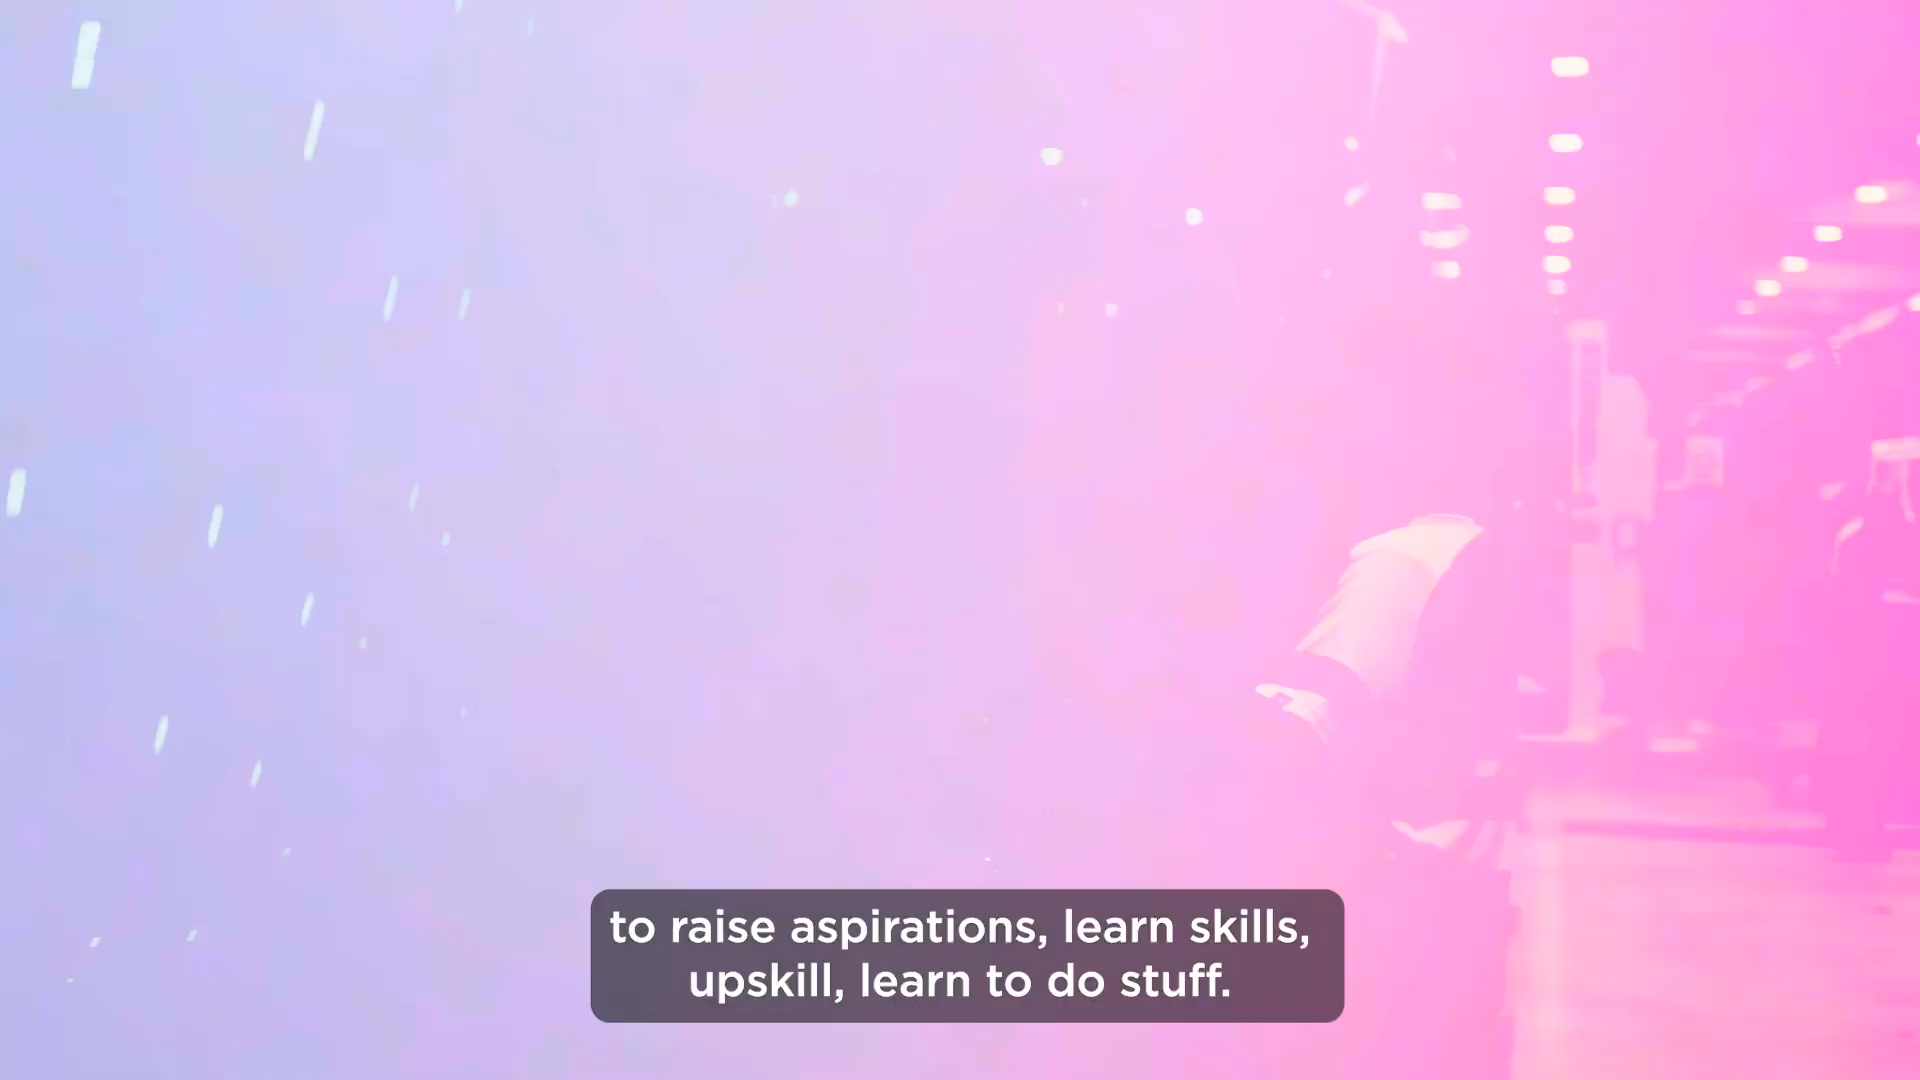 to raise aspirations, learn skills,
upskill, learn to do stuff.